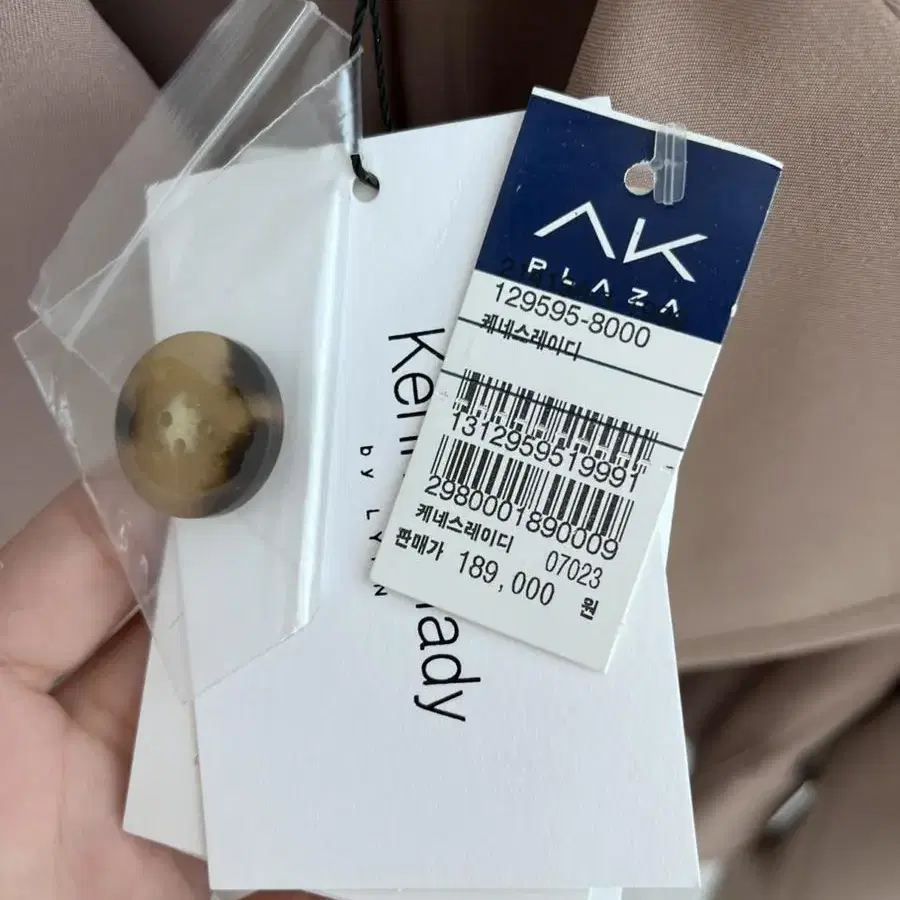 AK
PLAZA
129595-8000
케네스레이디
1312959519991
2980001890009
케네스레이디 07023
판매가 189,000 원
Ken
lady
by LY N